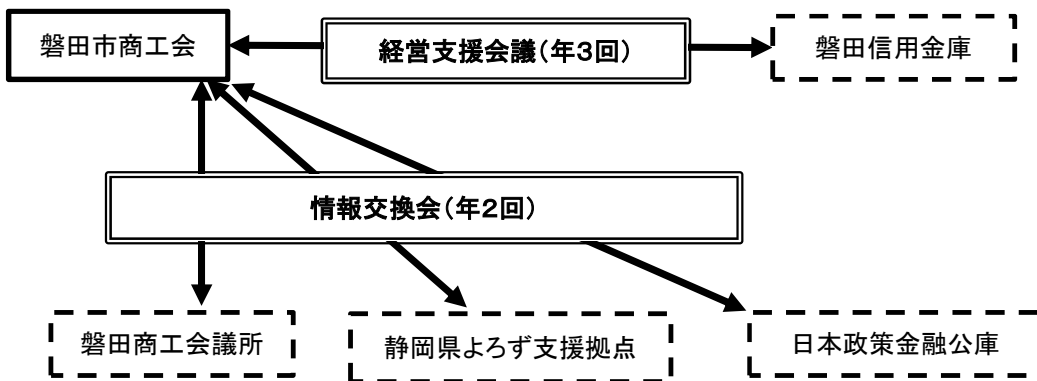 磐田市商工会
経営支援会議(年3回)
磐田信用金庫
情報交換会(年2回)
磐田商工会議所
静岡県よろず支援拠点
日本政策金融公庫